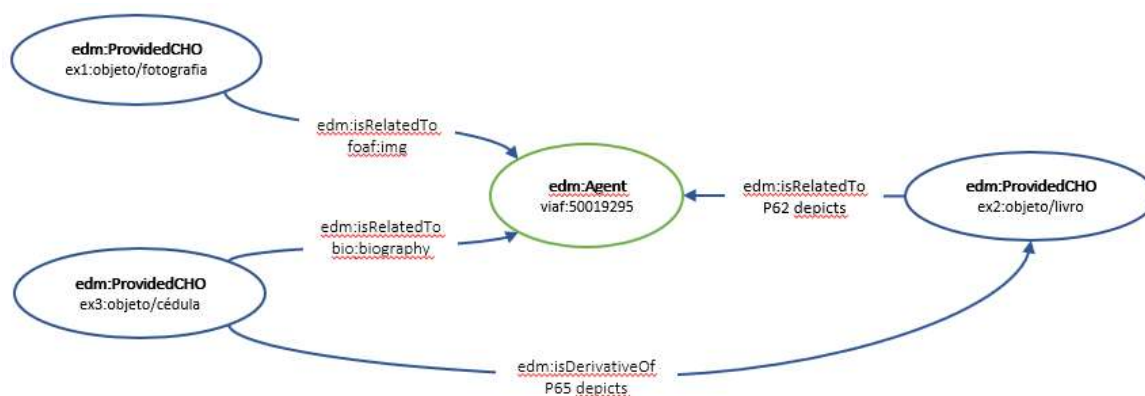 edm:ProvidedCHO
ex1:objeto/fotografia
edm:isRelatedTo
foaf:img
edm:Agent
viaf:50019295
edm:isRelatedTo
P62 depicts
edm:ProvidedCHO
ex2:objeto/livro
edm:isRelatedTo
bio:biography
edm:ProvidedCHO
ex3:objeto/cédula
edm:isDerivativeOf
P65 depicts